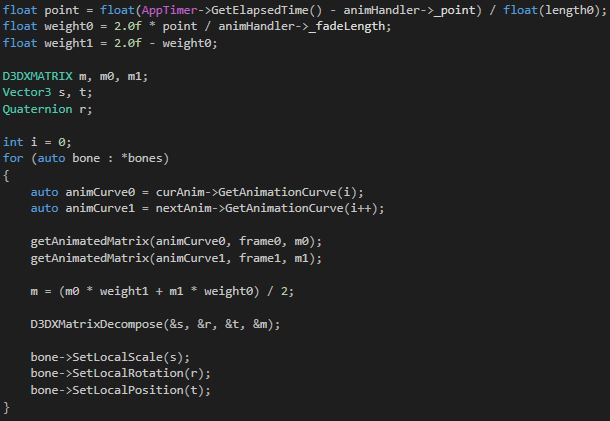 float point = float(AppTimer->GetElapsedTime() - animHandler->_point) / float(length0);
float weight0 = 2.0f * point / animHandler->_fadeLength;
float weight1 = 2.0f - weight0;
D3DXMATRIX m, m0, m1;
Vector3 s, t;
Quaternion r;
int i = 0;
for (auto bone : *bones)
{
auto animCurve0 = curAnim->GetAnimationCurve(i);
auto animCurve1 = nextAnim->GetAnimationCurve(i++);
getAnimatedMatrix(animCurve0, frame0, m0);
getAnimatedMatrix(animCurve1, frame1, m1);
m = (m0 * weight1 + m1 * weight0) / 2;
D3DXMatrixDecompose(&s, &r, &t, &m);
bone->SetLocalScale(s);
bone->SetLocalRotation(r);
bone->SetLocalPosition(t);
}